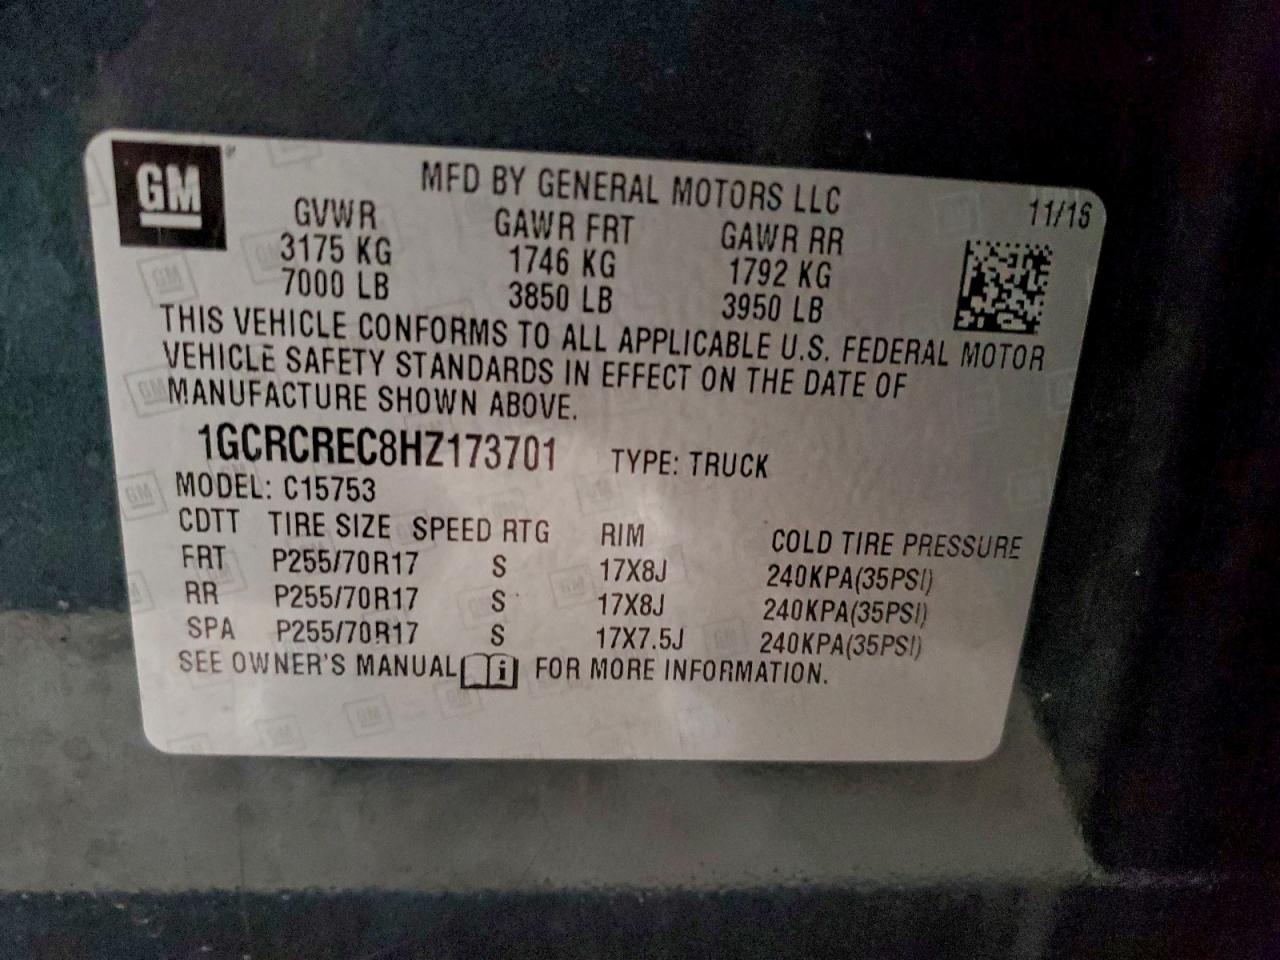 GM
MFD BY GENERAL MOTORS LLC
11/16
GVWR GAWR FRT GAWR RR
3175 KG 1746 KG 1792 KG
7000 LB 3850 LB 3950 LB
THIS VEHICLE CONFORMS TO ALL APPLICABLE U.S. FEDERAL MOTOR
VEHICLE SAFETY STANDARDS IN EFFECT ON THE DATE OF
MANUFACTURE SHOWN ABOVE.
1GCRCREC8HZ173701 TYPE: TRUCK
MODEL: C15753
CDTT TIRE SIZE SPEED RTG RIM COLD TIRE PRESSURE
FRT P255/70R17 S 17X8J 240KPA(35PSI)
RR P255/70R17 S 17X8J 240KPA(35PSI)
SPA P255/70R17 S 17X7.5J 240KPA(35PSI)
SEE OWNER'S MANUAL i FOR MORE INFORMATION.